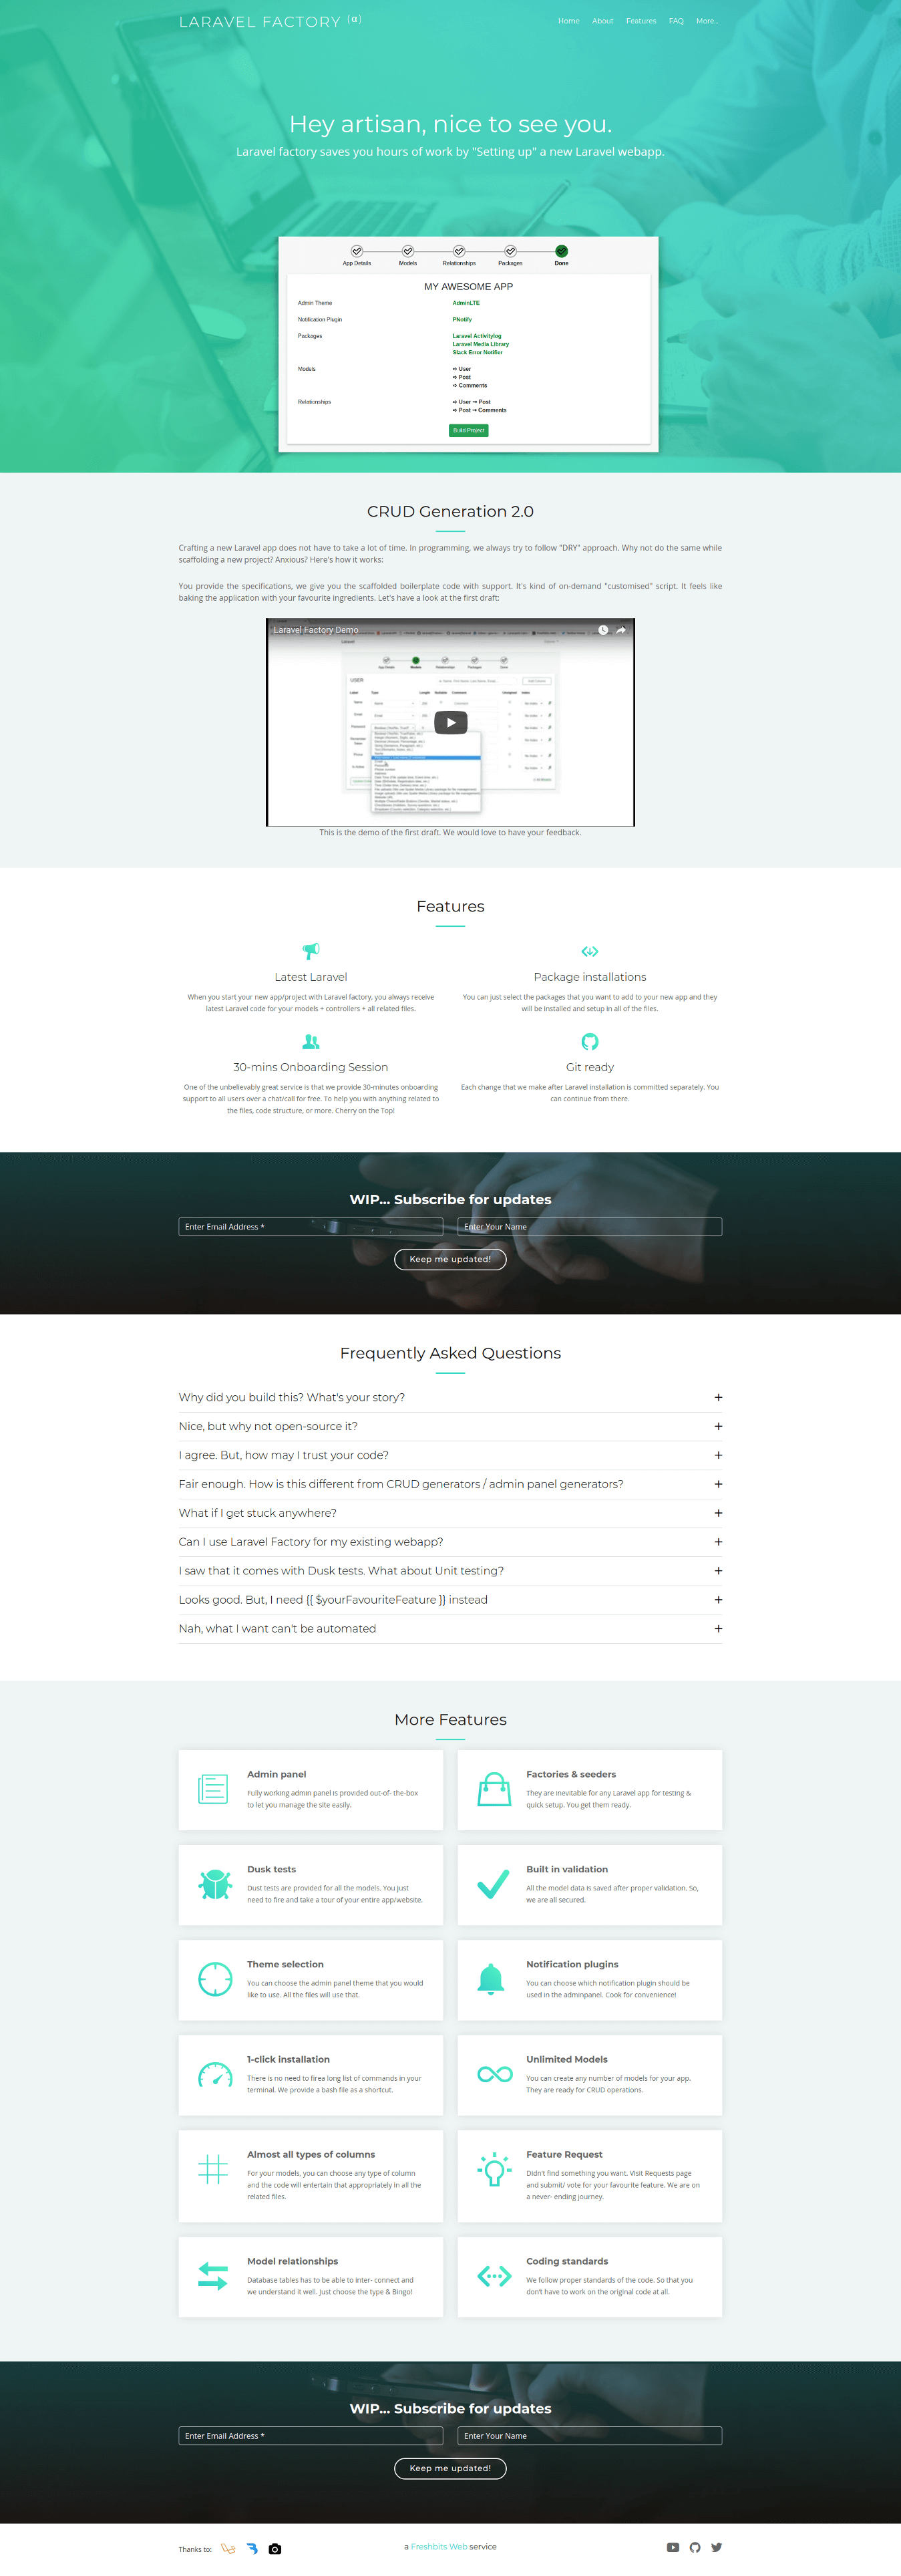 LARAVEL FACTORY (α)
Home About Features FAQ More...
Hey artisan, nice to see you.
Laravel factory saves you hours of work by "Setting up" a new Laravel webapp.
App Details Models Relationships Packages Done
MY AWESOME APP
Admin Theme AdminLTE
Notification Plugin PNotify
Packages Laravel Activitylog
Laravel Media Library
Slack Error Notifier
Models ➪ User
➪ Post
➪ Comments
Relationships ➪ User ➞ Post
➪ Post ➞ Comments
Build Project
CRUD Generation 2.0
Crafting a new Laravel app does not have to take a lot of time. In programming, we always try to follow "DRY" approach. Why not do the same while
scaffolding a new project? Anxious? Here's how it works:
You provide the specifications, we give you the scaffolded boilerplate code with support. It's kind of on-demand "customised" script. It feels like
baking the application with your favourite ingredients. Let's have a look at the first draft:
Laravel Factory Demo
This is the demo of the first draft. We would love to have your feedback.
Features
Latest Laravel
When you start your new app/project with Laravel factory, you always receive
latest Laravel code for your models + controllers + all related files.
Package installations
You can just select the packages that you want to add to your new app and they
will be installed and setup in all of the files.
30-mins Onboarding Session
One of the unbelievably great service is that we provide 30-minutes onboarding
support to all users over a chat/call for free. To help you with anything related to
the files, code structure, or more. Cherry on the Top!
Git ready
Each change that we make after Laravel installation is committed separately. You
can continue from there.
WIP... Subscribe for updates
Enter Email Address * Enter Your Name
Keep me updated!
Frequently Asked Questions
Why did you build this? What's your story? +
Nice, but why not open-source it? +
I agree. But, how may I trust your code? +
Fair enough. How is this different from CRUD generators / admin panel generators? +
What if I get stuck anywhere? +
Can I use Laravel Factory for my existing webapp? +
I saw that it comes with Dusk tests. What about Unit testing? +
Looks good. But, I need {{ $yourFavouriteFeature }} instead +
Nah, what I want can't be automated +
More Features
Admin panel
Fully working admin panel is provided out-of- the-box
to let you manage the site easily.
Factories & seeders
They are inevitable for any Laravel app for testing &
quick setup. You get them ready.
Dusk tests
Dust tests are provided for all the models. You just
need to fire and take a tour of your entire app/website.
Built in validation
All the model data is saved after proper validation. So,
we are all secured.
Theme selection
You can choose the admin panel theme that you would
like to use. All the files will use that.
Notification plugins
You can choose which notification plugin should be
used in the adminpanel. Cook for convenience!
1-click installation
There is no need to firea long list of commands in your
terminal. We provide a bash file as a shortcut.
Unlimited Models
You can create any number of models for your app.
They are ready for CRUD operations.
Almost all types of columns
For your models, you can choose any type of column
and the code will entertain that appropriately in all the
related files.
Feature Request
Didn't find something you want. Visit Requests page
and submit/ vote for your favourite feature. We are on
a never- ending journey.
Model relationships
Database tables has to be able to inter- connect and
we understand it well. Just choose the type & Bingo!
Coding standards
We follow proper standards of the code. So that you
don't have to work on the original code at all.
WIP... Subscribe for updates
Enter Email Address * Enter Your Name
Keep me updated!
Thanks to: a Freshbits Web service